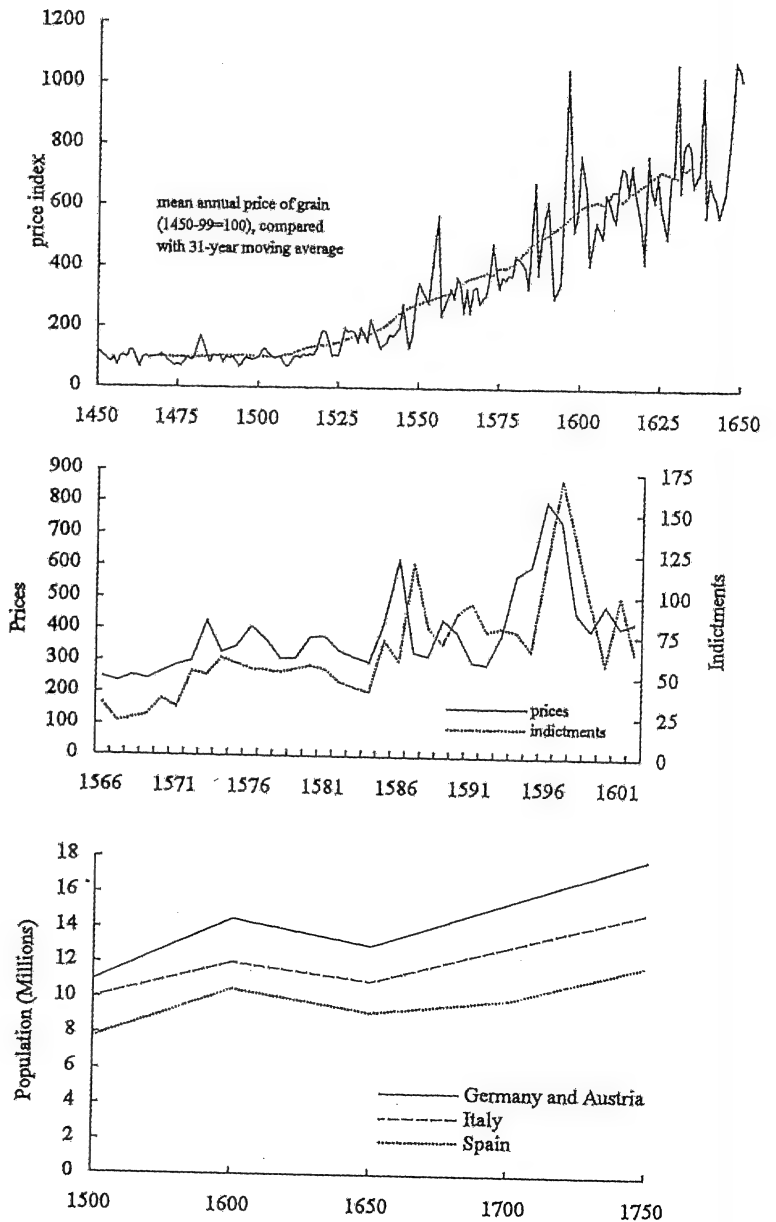 1200
1000
800
600
400
200
0
price index
mean annual price of grain
(1450-99=100), compared
with 31-year moving average
1450 1475 1500 1525 1550 1575 1600 1625 1650
900
800
700
600
500
400
300
200
100
0
Prices
175
150
125
100
75
50
25
0
Indictments
prices
indictments
1566 1571 1576 1581 1586 1591 1596 1601
18
16
14
12
10
8
6
4
2
0
Population (Millions)
Germany and Austria
Italy
Spain
1500 1600 1650 1700 1750